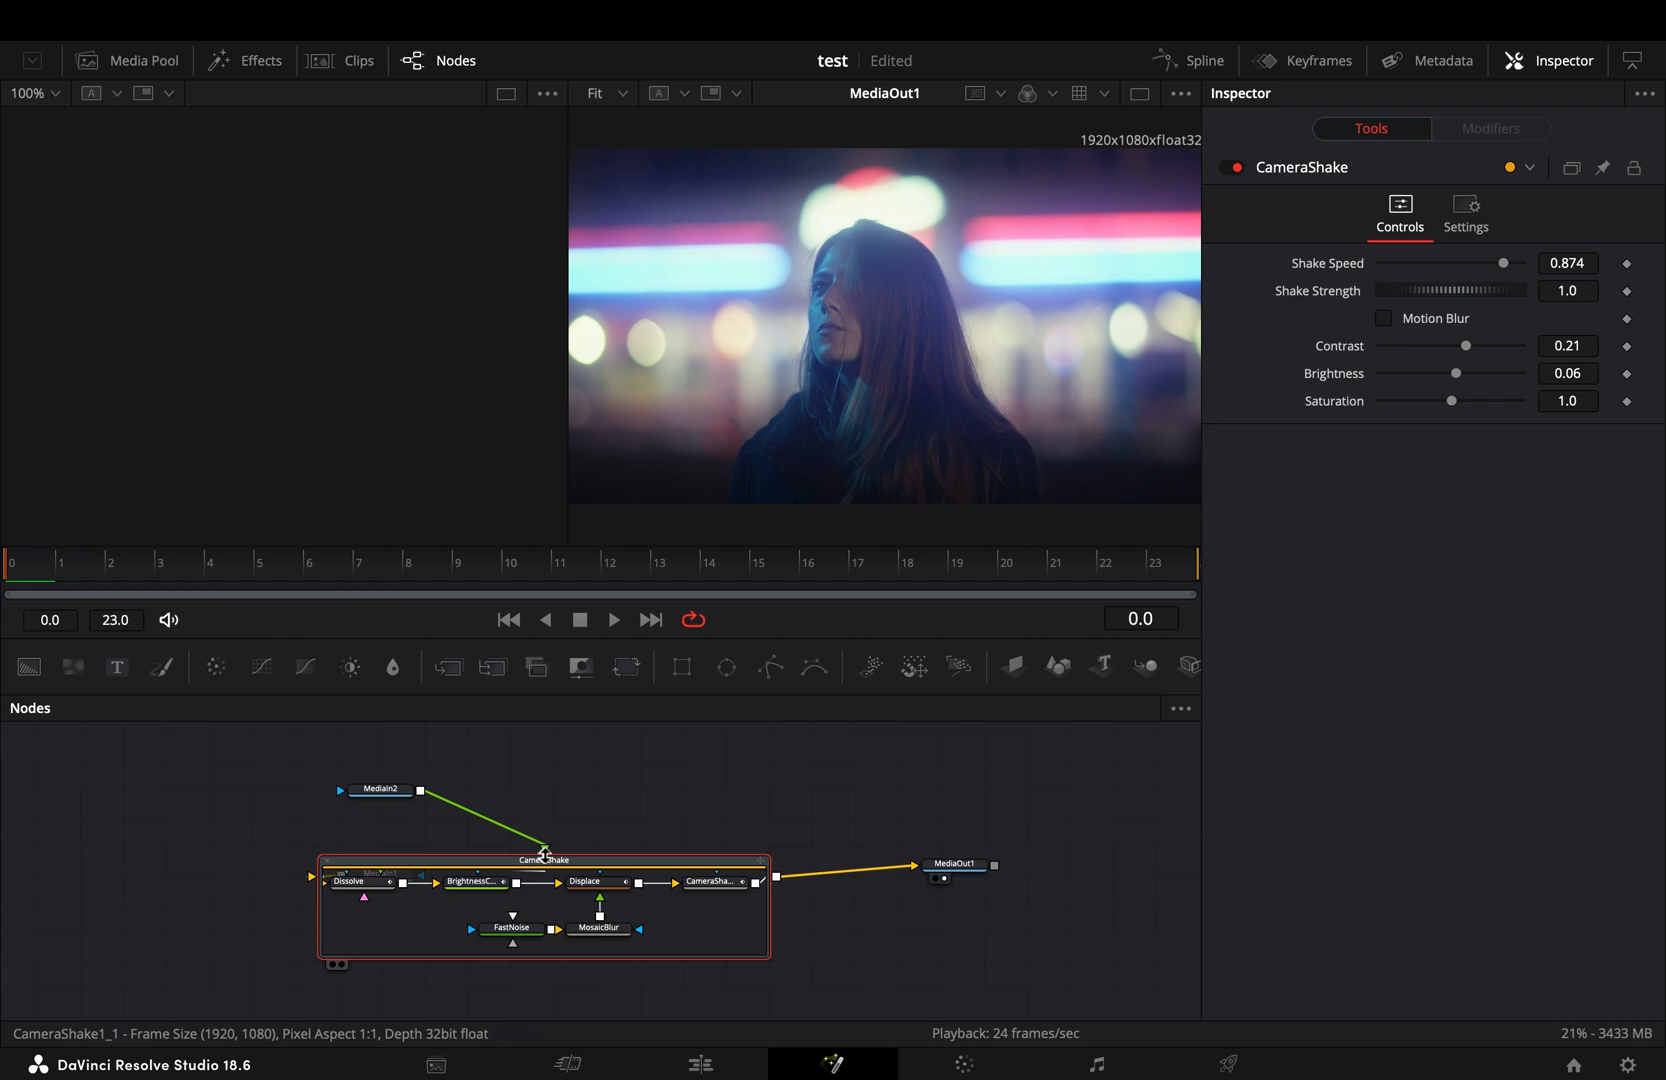 Media Pool
Effects
Clips
Nodes
test
Edited
Spline
Keyframes
Metadata
Inspector
100%
A
Fit
A
MediaOut1
Inspector
1920x1080xfloat32
Tools
Modifiers
CameraShake
Controls
Settings
Shake Speed 0.874
Shake Strength 1.0
Motion Blur
Contrast 0.21
Brightness 0.06
Saturation 1.0
0 1 2 3 4 5 6 7 8 9 10 11 12 13 14 15 16 17 18 19 20 21 22 23
0.0
23.0
0.0
T
T
Nodes
MediaIn2
CameraShake
MediaIn1
Dissolve
BrightnessC...
Displace
CameraSha...
MediaOut1
FastNoise
MosaicBlur
CameraShake1_1 - Frame Size (1920, 1080), Pixel Aspect 1:1, Depth 32bit float
Playback: 24 frames/sec
21% - 3433 MB
DaVinci Resolve Studio 18.6